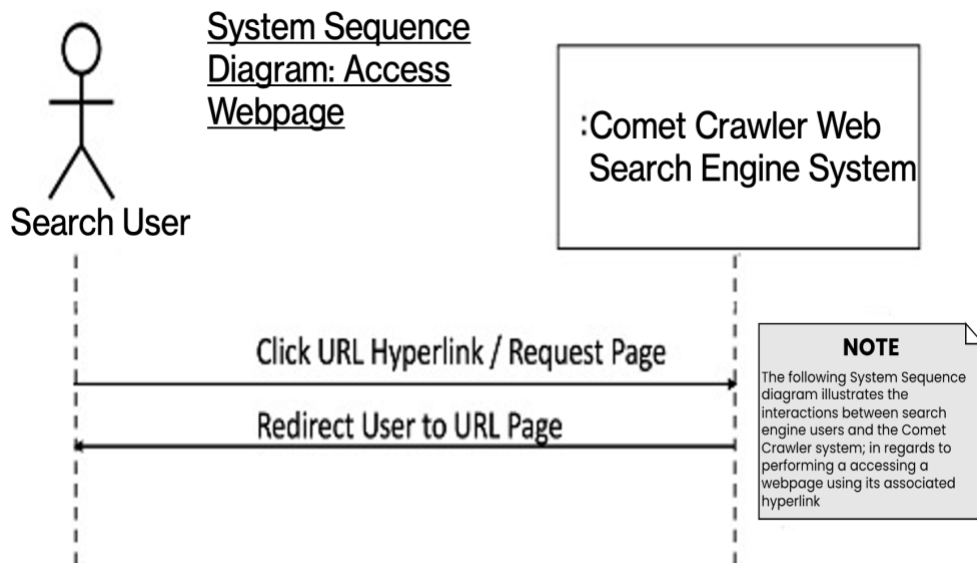 System Sequence
Diagram: Access
Webpage
:Comet Crawler Web
Search Engine System
Search User
Click URL Hyperlink / Request Page
Redirect User to URL Page
NOTE
The following System Sequence
diagram illustrates the
interactions between search
engine users and the Comet
Crawler system; in regards to
performing a accessing a
webpage using its associated
hyperlink